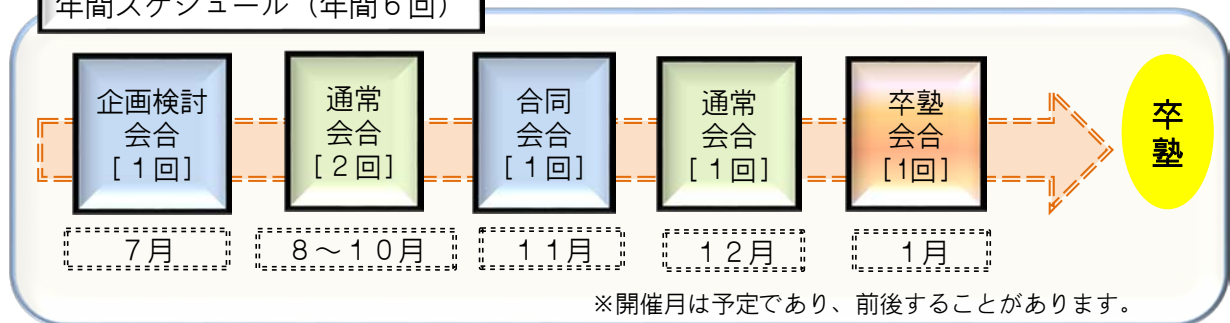 年間スケジュール（年間６回）
企画検討
会合
[１回]
通常
会合
[２回]
合同
会合
[１回]
通常
会合
[１回]
卒塾
会合
[1回]
卒
塾
７月
８～１０月
１１月
１２月
１月
※開催月は予定であり、前後することがあります。